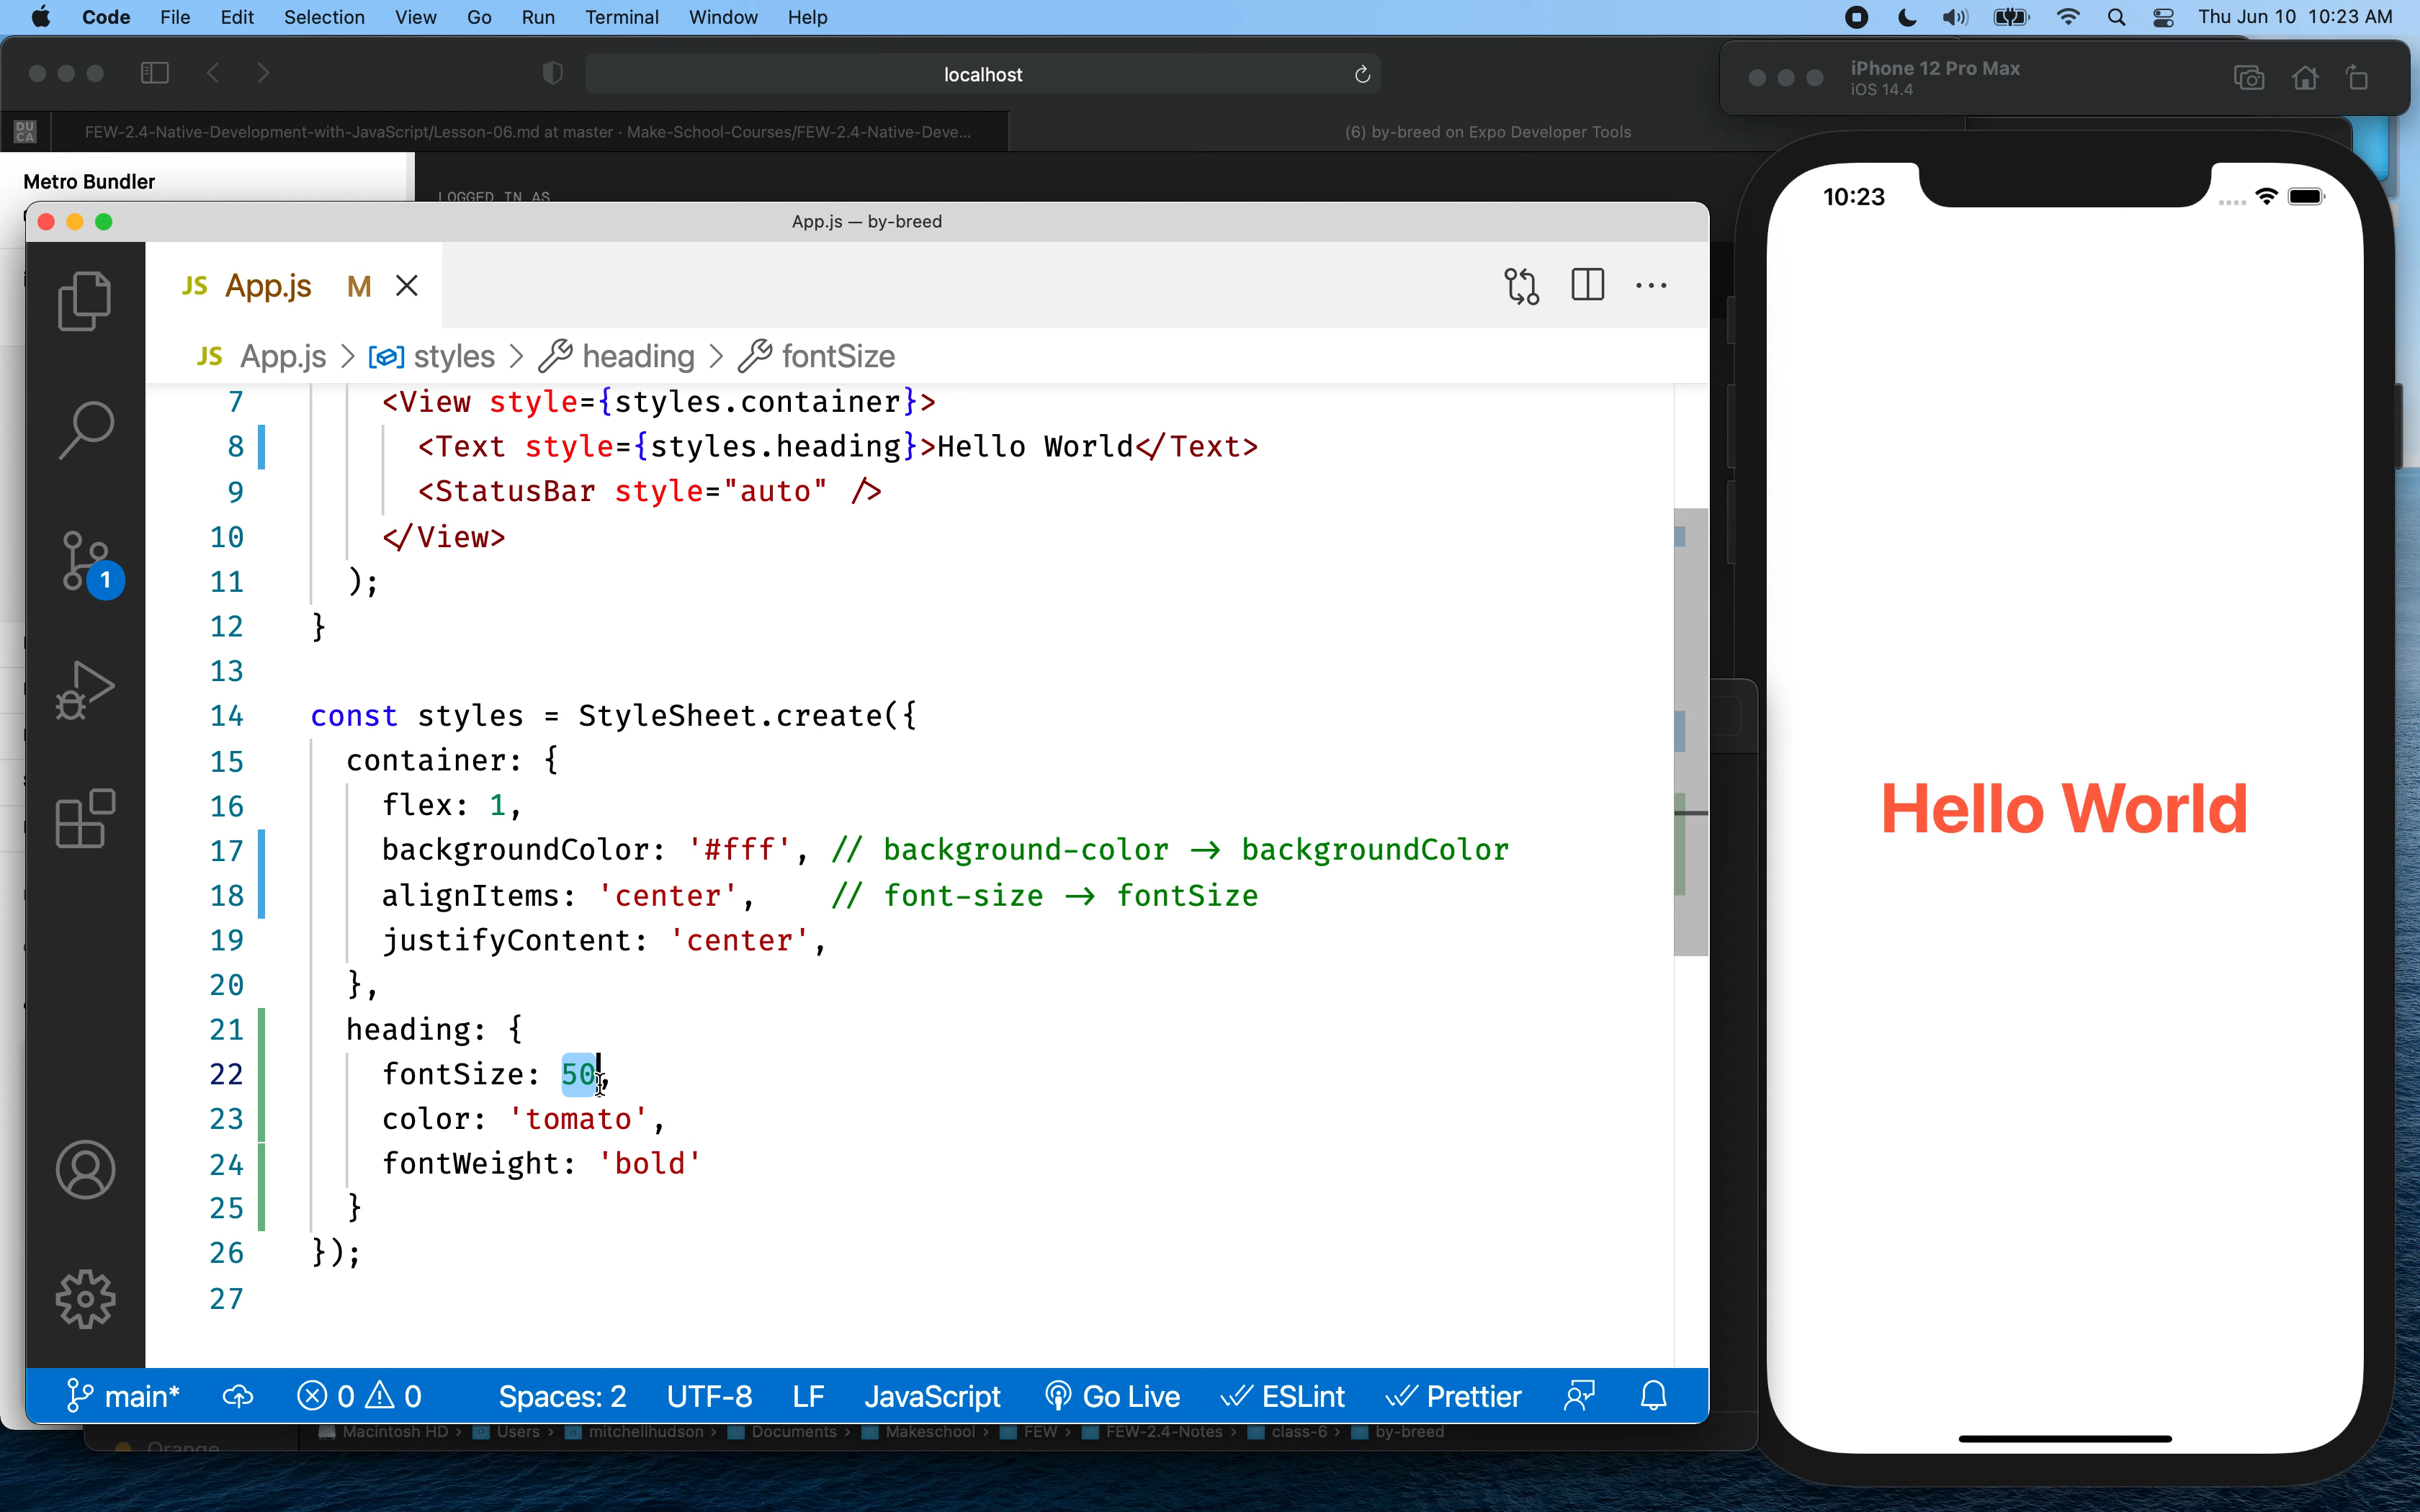 Code File Edit Selection View Go Run Terminal Window Help Thu Jun 10 10:23 AM
localhost
iPhone 12 Pro Max
iOS 14.4
DU
CA
FEW-2.4-Native-Development-with-JavaScript/Lesson-06.md at master · Make-School-Courses/FEW-2.4-Native-Deve...
(6) by-breed on Expo Developer Tools
Metro Bundler
LOGGED IN AS
10:23
App.js — by-breed
JS App.js M
JS App.js > styles > heading > fontSize
7 <View style={styles.container}>
8 <Text style={styles.heading}>Hello World</Text>
9 <StatusBar style="auto" />
10 </View>
11 );
12 }
13
14 const styles = StyleSheet.create({
15 container: {
16 flex: 1,
17 backgroundColor: '#fff', // background-color → backgroundColor
18 alignItems: 'center', // font-size → fontSize
19 justifyContent: 'center',
20 },
21 heading: {
22 fontSize: 50,
23 color: 'tomato',
24 fontWeight: 'bold'
25 }
26 });
27
1
Hello World
main* 0 0 Spaces: 2 UTF-8 LF JavaScript Go Live ESLint Prettier
Macintosh HD › Users › mitchellhudson › Documents › Makeschool › FEW › FEW-2.4-Notes › class-6 › by-breed
Orange